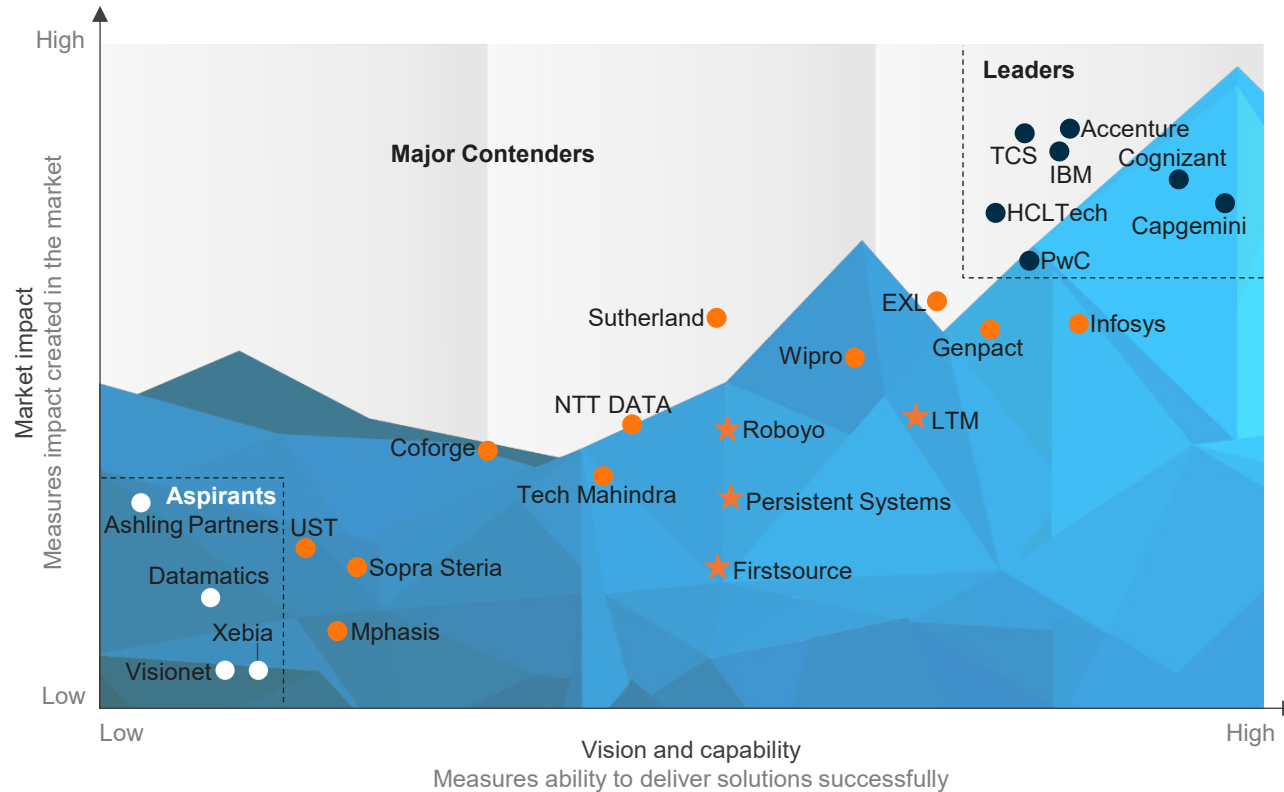 High
Leaders
Accenture
TCS
IBM
Cognizant
Major Contenders
HCLTech
Capgemini
PwC
EXL
Sutherland
Infosys
Genpact
Wipro
NTT DATA
LTM
Roboyo
Coforge
Tech Mahindra
Persistent Systems
Aspirants
Ashling Partners
UST
Sopra Steria
Firstsource
Datamatics
Xebia
Mphasis
Visionet
Market impact
Measures impact created in the market
Low
Low
High
Vision and capability
Measures ability to deliver solutions successfully